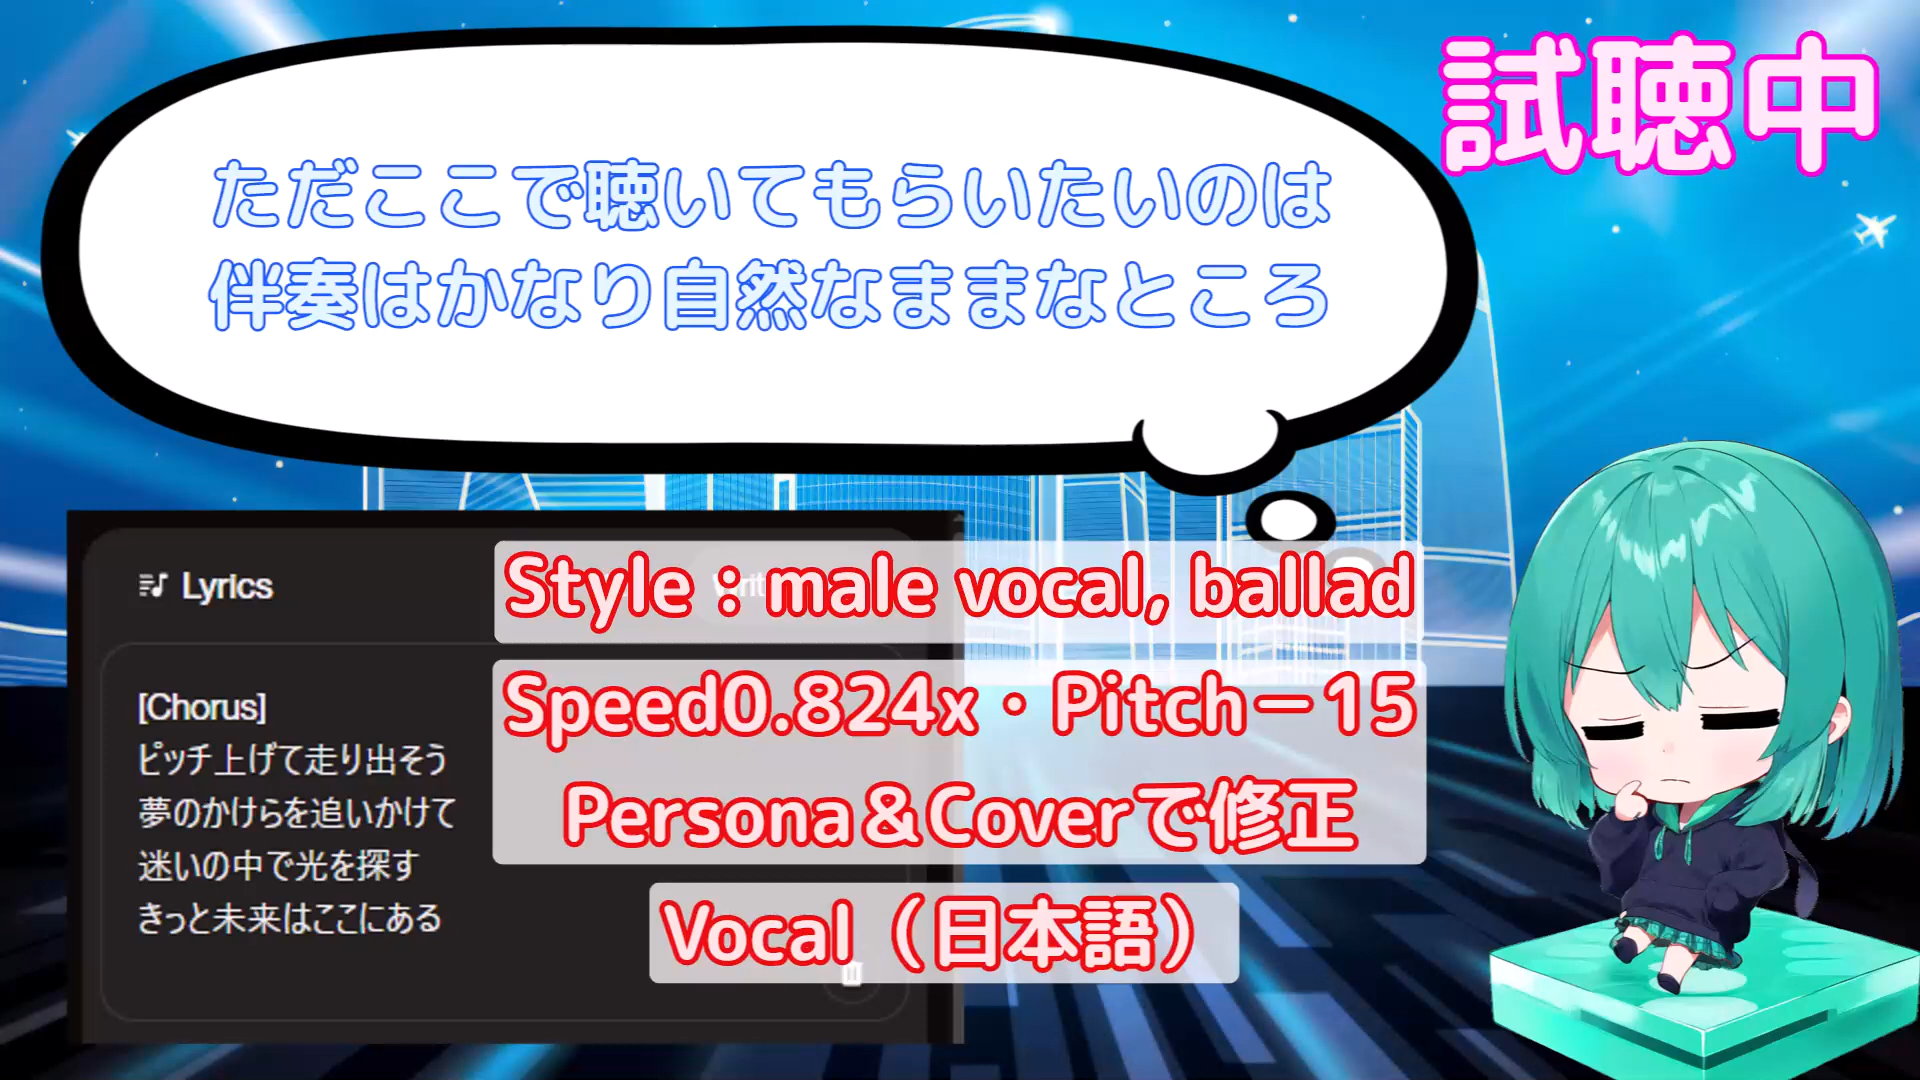 試聴中
ただここで聴いてもらいたいのは
伴奏はかなり自然なままなところ
Lyrics
Style：male vocal, ballad
[Chorus]
ピッチ上げて走り出そう
夢のかけらを追いかけて
迷いの中で光を探す
きっと未来はここにある
Speed0.824x・Pitch－15
Persona＆Coverで修正
Vocal（日本語）